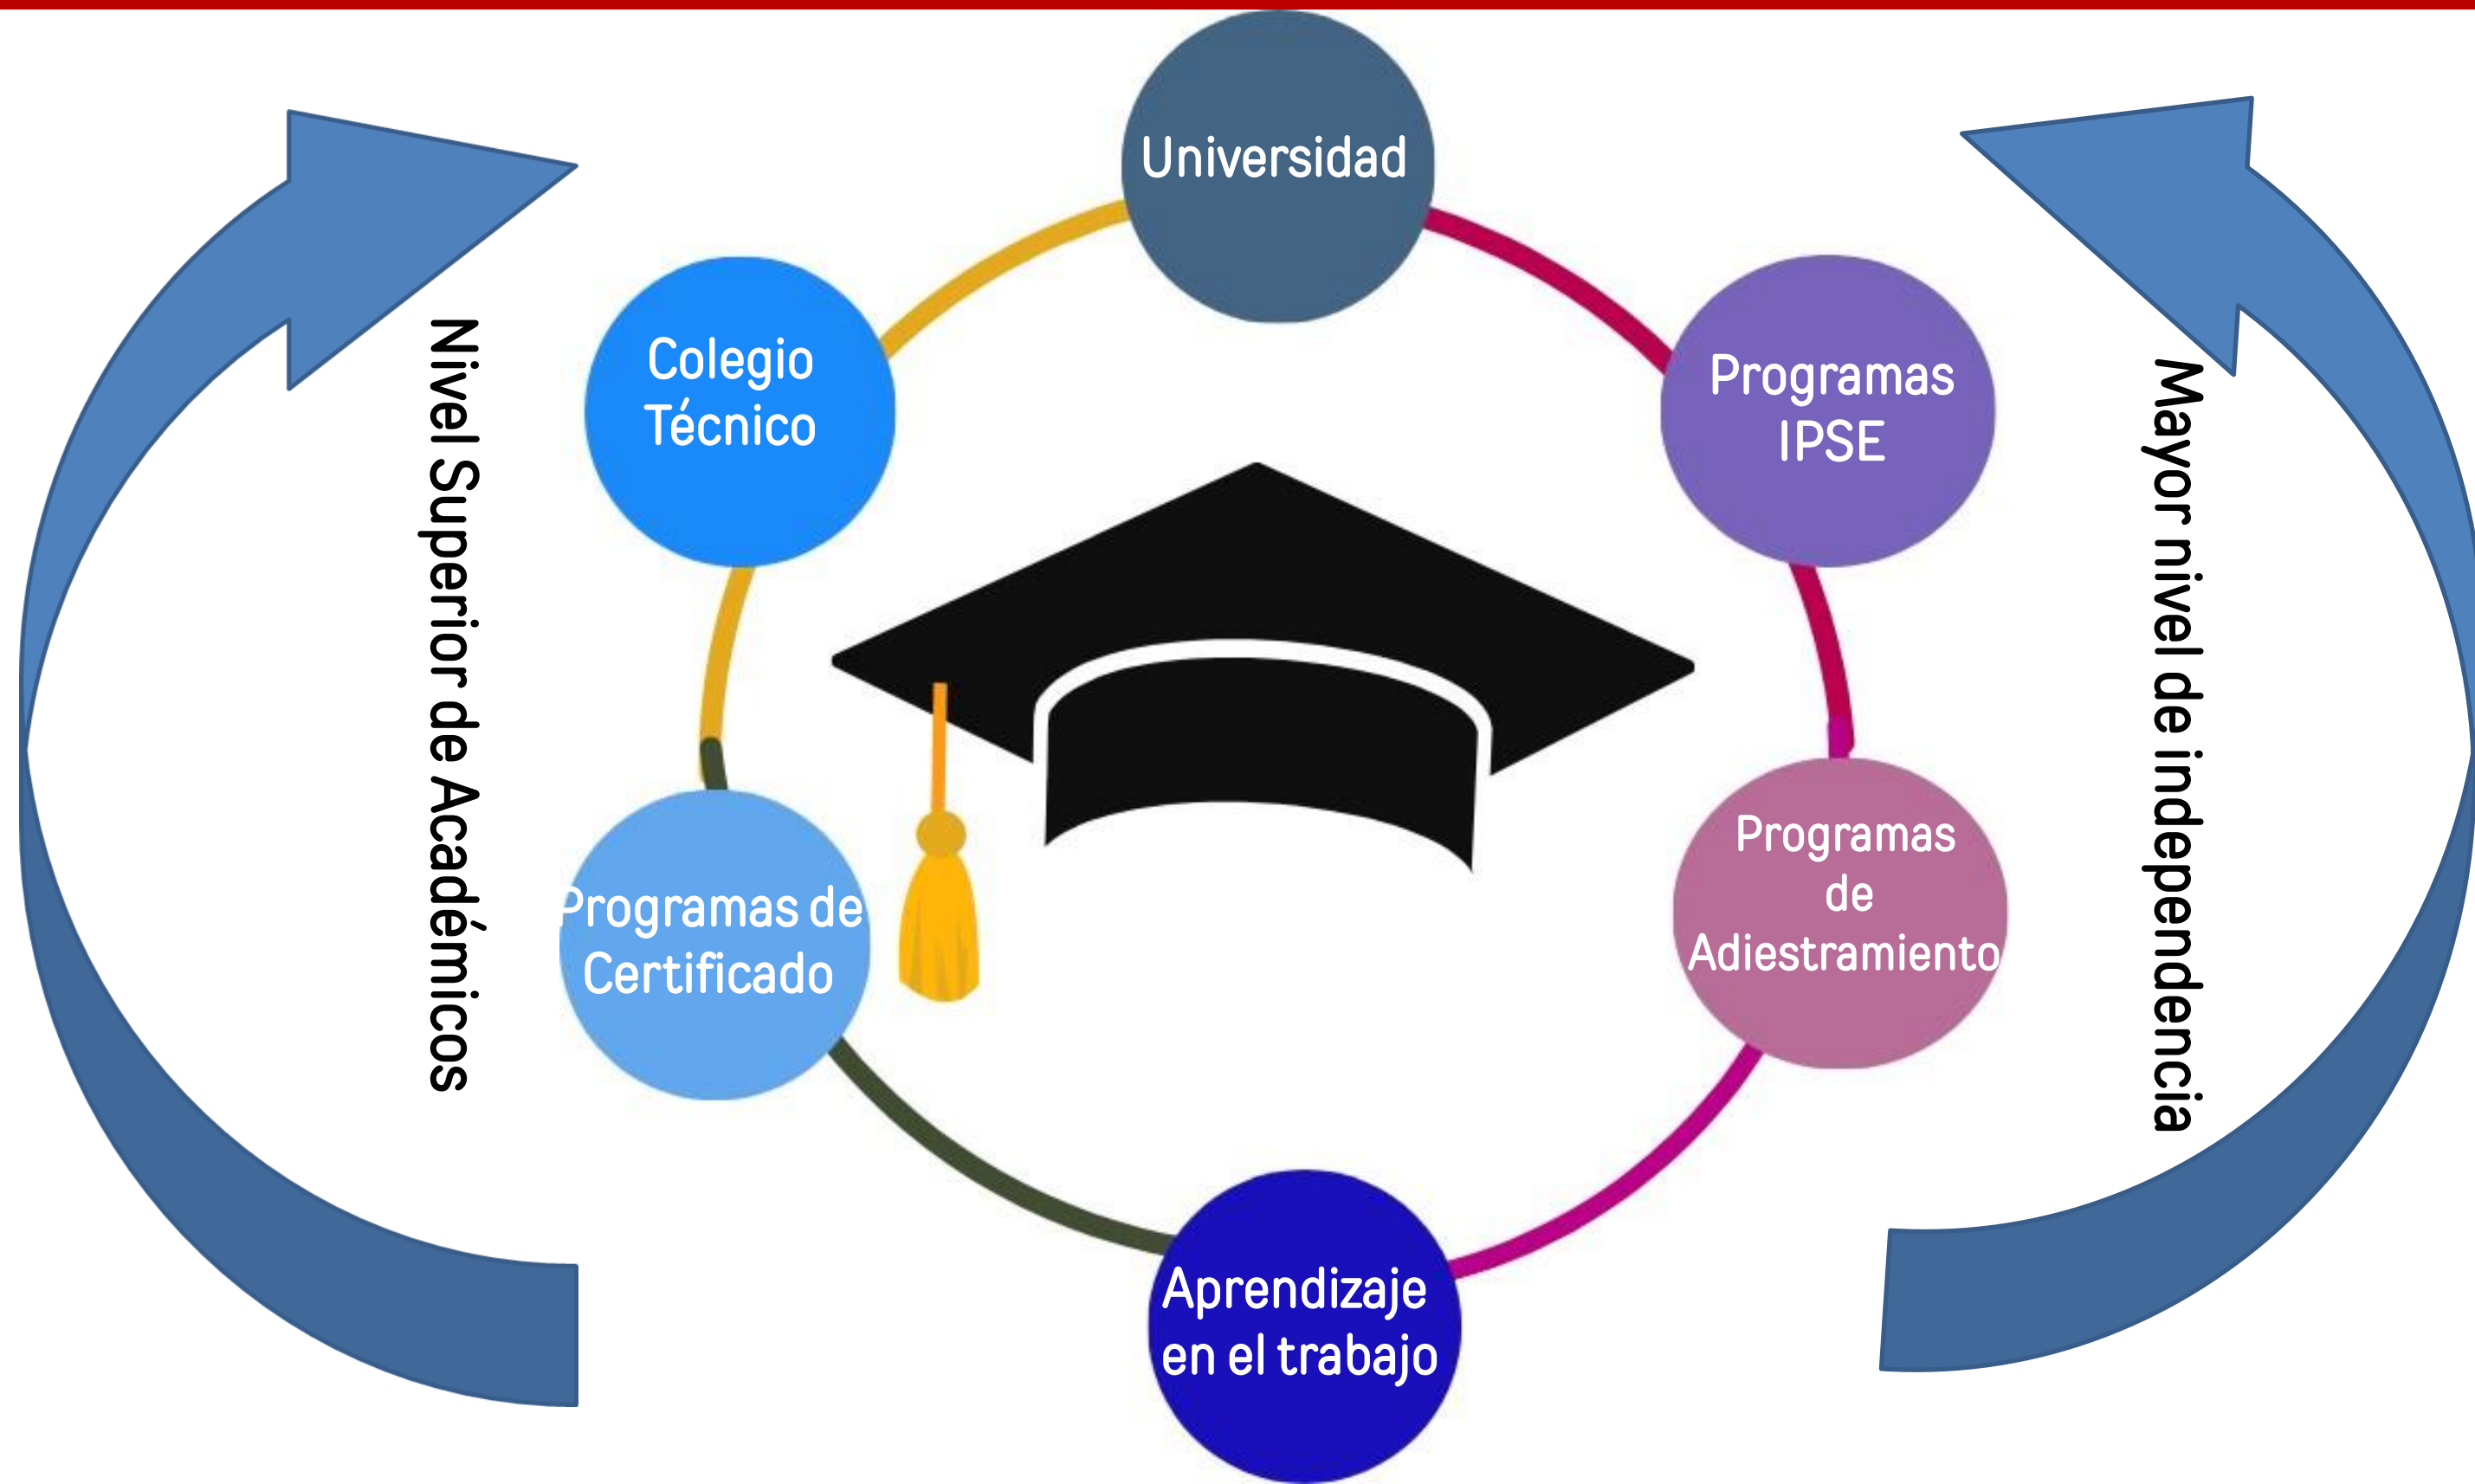 Universidad
Colegio
Técnico
Programas
IPSE
Nivel Superior de Académicos
Mayor nivel de independencia
Programas de
Certificado
Programas
de
Adiestramiento
Aprendizaje
en el trabajo